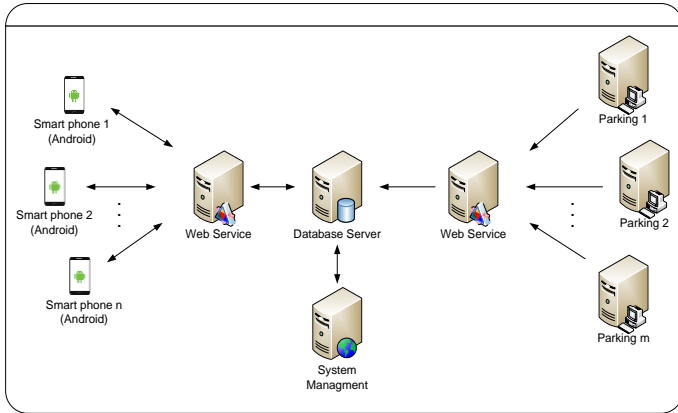 Smart phone 1
(Android)
Smart phone 2
(Android)
.
.
.
Smart phone n
(Android)
Web Service
Database Server
System
Managment
Web Service
Parking 1
Parking 2
.
.
.
Parking m